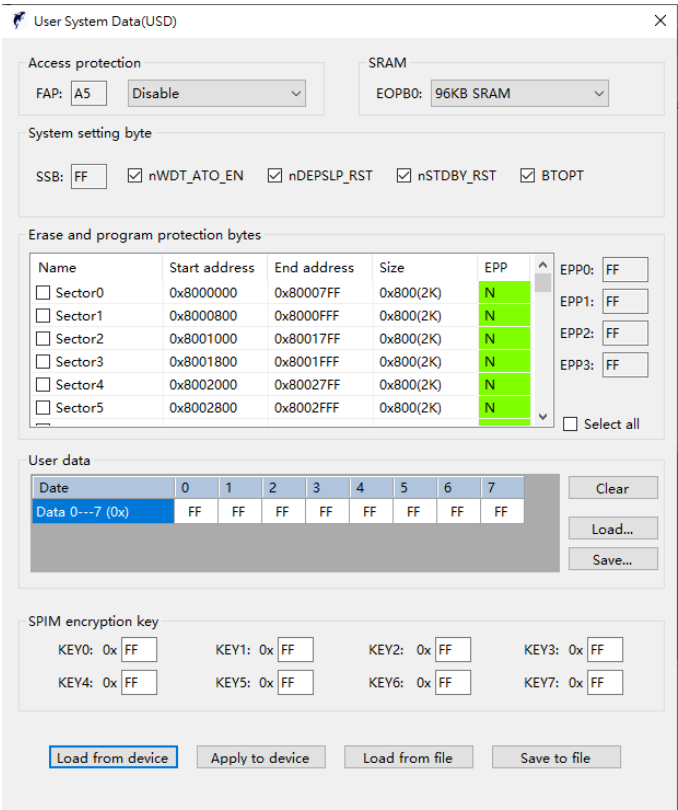 User System Data(USD)
Access protection
FAP: A5 Disable
SRAM
EOPB0: 96KB SRAM
System setting byte
SSB: FF nWDT_ATO_EN nDEPSLP_RST nSTDBY_RST BTOPT
Erase and program protection bytes
Name Start address End address Size EPP
Sector0 0x8000000 0x80007FF 0x800(2K) N
Sector1 0x8000800 0x8000FFF 0x800(2K) N
Sector2 0x8001000 0x80017FF 0x800(2K) N
Sector3 0x8001800 0x8001FFF 0x800(2K) N
Sector4 0x8002000 0x80027FF 0x800(2K) N
Sector5 0x8002800 0x8002FFF 0x800(2K) N
EPP0: FF
EPP1: FF
EPP2: FF
EPP3: FF
Select all
User data
Date 0 1 2 3 4 5 6 7
Data 0---7 (0x) FF FF FF FF FF FF FF FF
Clear
Load...
Save...
SPIM encryption key
KEY0: 0x FF KEY1: 0x FF KEY2: 0x FF KEY3: 0x FF
KEY4: 0x FF KEY5: 0x FF KEY6: 0x FF KEY7: 0x FF
Load from device Apply to device Load from file Save to file